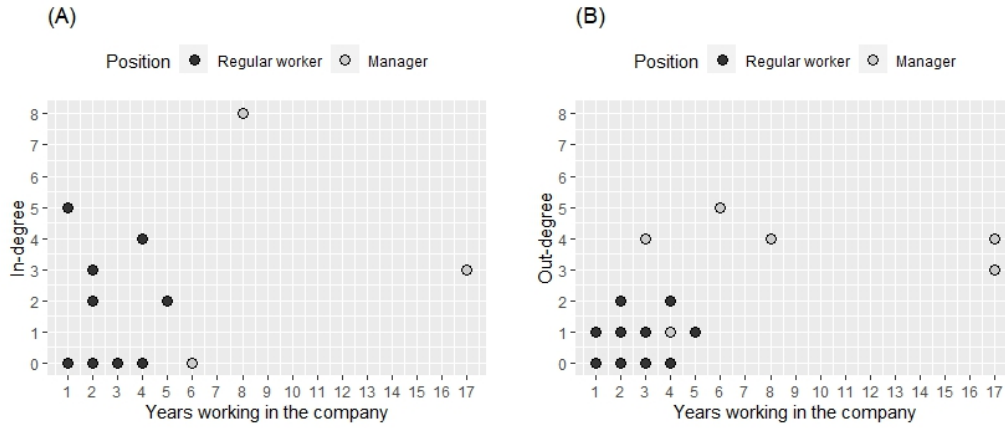 (A)
Position Regular worker Manager
In-degree
8
7
6
5
4
3
2
1
0
1 2 3 4 5 6 7 8 9 10 11 12 13 14 15 16 17
Years working in the company
(B)
Position Regular worker Manager
Out-degree
8
7
6
5
4
3
2
1
0
1 2 3 4 5 6 7 8 9 10 11 12 13 14 15 16 17
Years working in the company